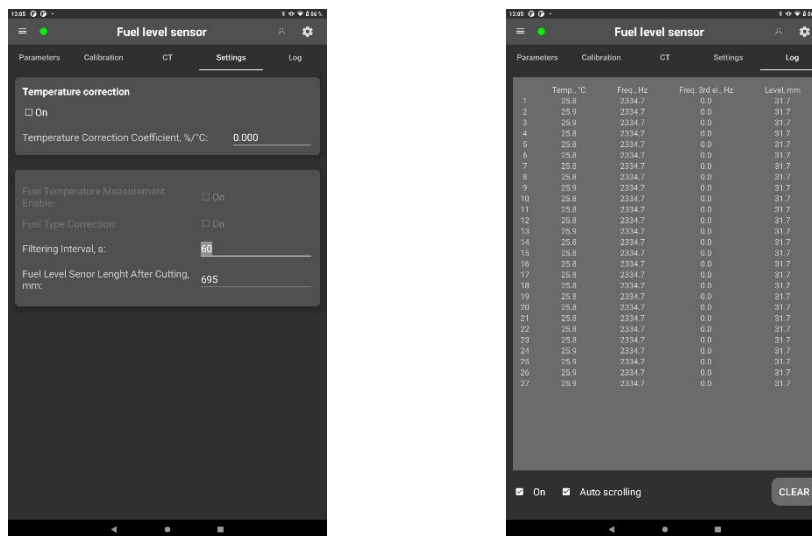 13:05
86%
Fuel level sensor
Parameters Calibration CT Settings Log
Temperature correction
On
Temperature Correction Coefficient, %/°C: 0.000
Fuel Temperature Measurement
Enable:
On
Fuel Type Correction: On
Filtering Interval, s: 60
Fuel Level Senor Lenght After Cutting,
mm:
695
13:05
Fuel level sensor
Parameters Calibration CT Settings Log
Temp., °C Freq., Hz Freq. 3rd el., Hz Level, mm
1 25.8 2334.7 0.0 31.7
2 25.9 2334.7 0.0 31.7
3 25.9 2334.7 0.0 31.7
4 25.8 2334.7 0.0 31.7
5 25.8 2334.7 0.0 31.7
6 25.8 2334.7 0.0 31.7
7 25.8 2334.7 0.0 31.7
8 25.8 2334.7 0.0 31.7
9 25.9 2334.7 0.0 31.7
10 25.8 2334.7 0.0 31.7
11 25.8 2334.7 0.0 31.7
12 25.8 2334.7 0.0 31.7
13 25.9 2334.7 0.0 31.7
14 25.8 2334.7 0.0 31.7
15 25.8 2334.7 0.0 31.7
16 25.8 2334.7 0.0 31.7
17 25.8 2334.7 0.0 31.7
18 25.8 2334.7 0.0 31.7
19 25.8 2334.7 0.0 31.7
20 25.8 2334.7 0.0 31.7
21 25.8 2334.7 0.0 31.7
22 25.8 2334.7 0.0 31.7
23 25.8 2334.7 0.0 31.7
24 25.9 2334.7 0.0 31.7
25 25.9 2334.7 0.0 31.7
26 25.9 2334.7 0.0 31.7
27 25.9 2334.7 0.0 31.7
On Auto scrolling CLEAR